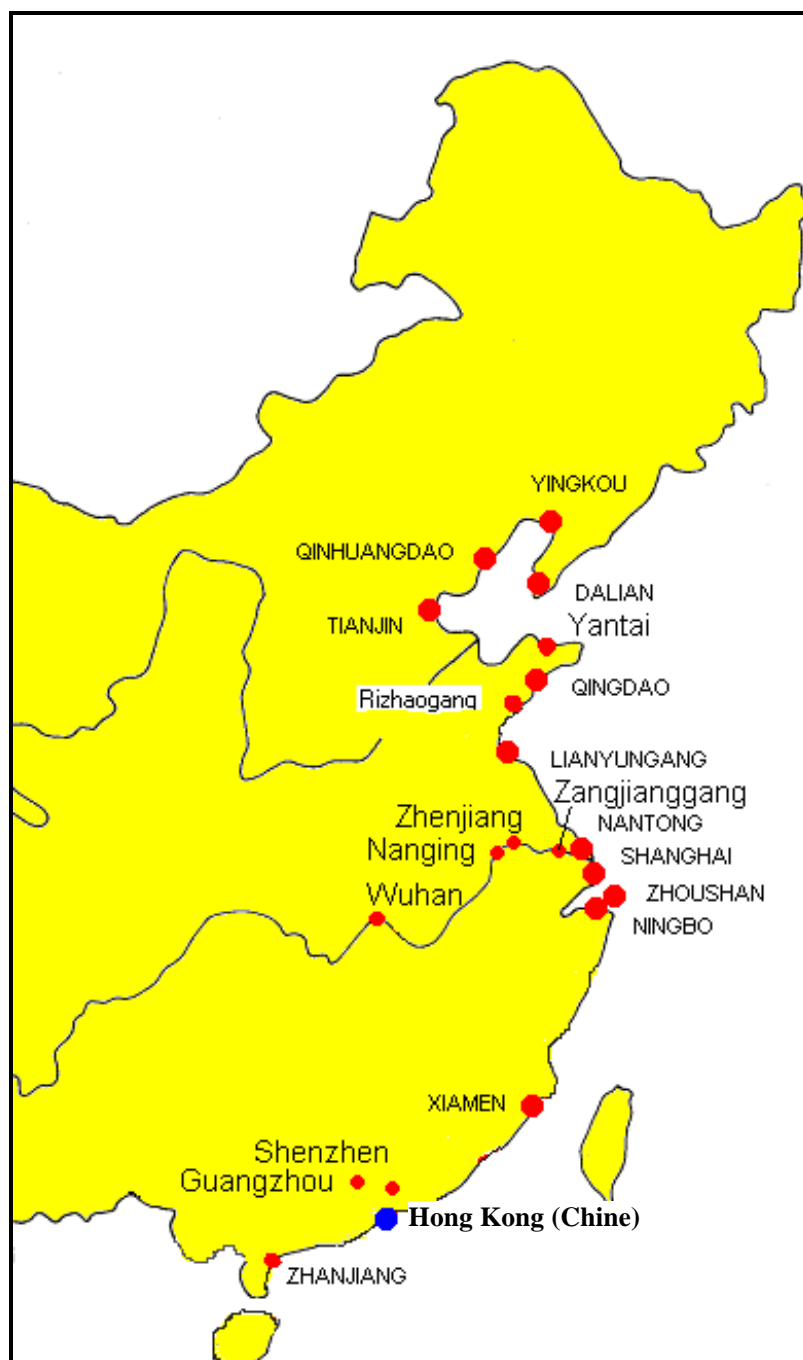 YINGKOU
QINHUANGDAO
DALIAN
TIANJIN
Yantai
Rizhaogang
QINGDAO
LIANYUNGANG
Zangjianggang
Zhenjiang
NANTONG
Nanging
SHANGHAI
Wuhan
ZHOUSHAN
NINGBO
XIAMEN
Shenzhen
Guangzhou
Hong Kong (Chine)
ZHANJIANG